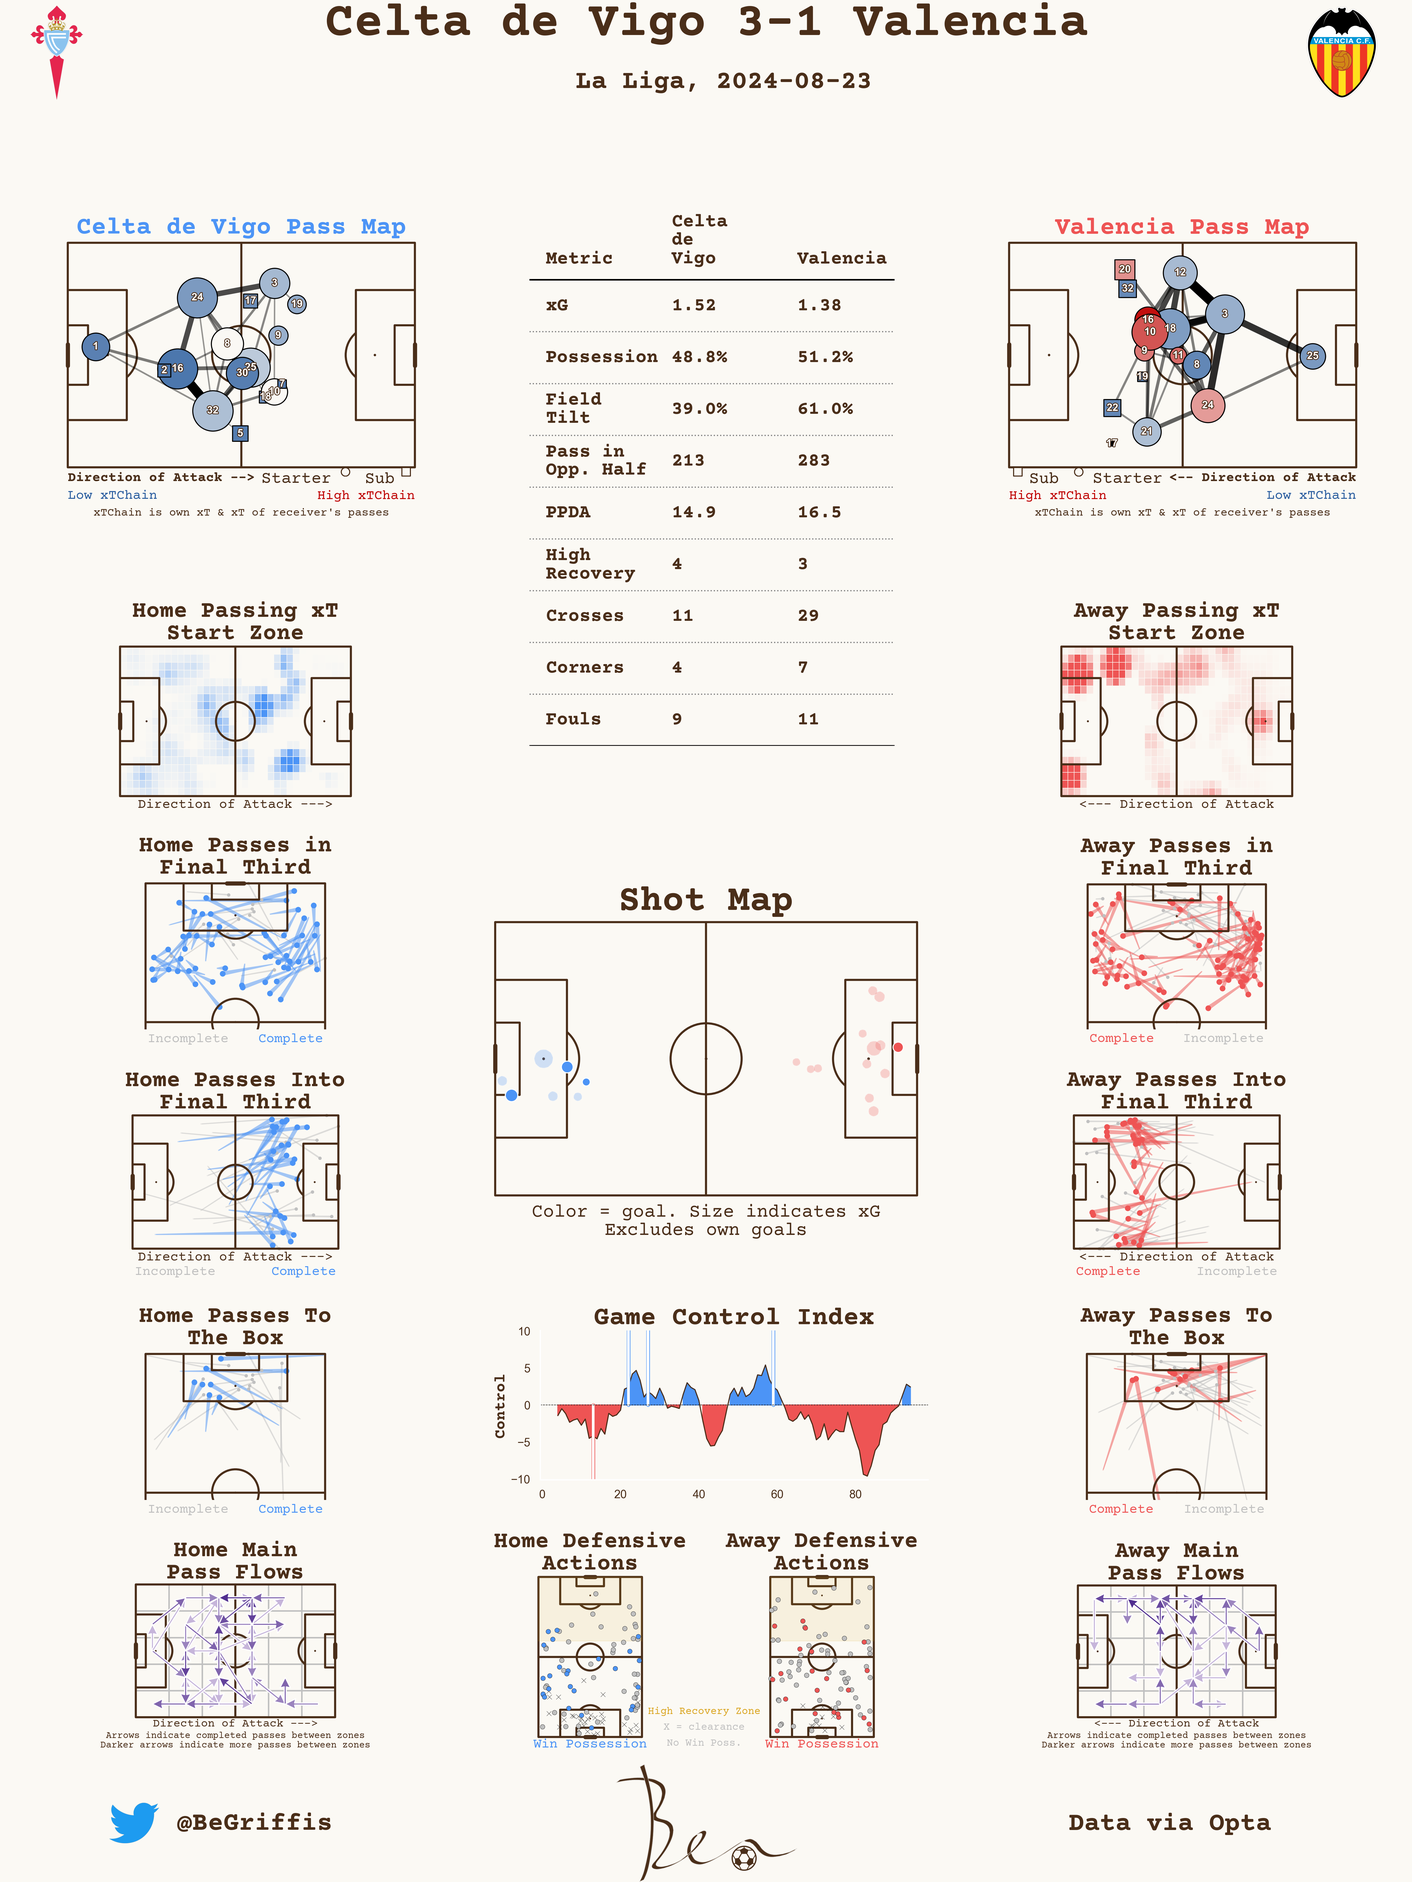 Celta de Vigo 3-1 Valencia
La Liga, 2024-08-23
VALENCIA C.F.
Celta de Vigo Pass Map
24
3
17
19
1
8
9
2
16
25
30
7
10
18
32
5
Direction of Attack --> Starter Sub
Low xTChain High xTChain
xTChain is own xT & xT of receiver's passes
Metric Celta de Vigo Valencia
xG 1.52 1.38
Possession 48.8% 51.2%
Field Tilt 39.0% 61.0%
Pass in Opp. Half 213 283
PPDA 14.9 16.5
High Recovery 4 3
Crosses 11 29
Corners 4 7
Fouls 9 11
Valencia Pass Map
20
12
32
16
10
18
3
9
11
8
25
19
22
24
21
17
Sub Starter <-- Direction of Attack
High xTChain Low xTChain
xTChain is own xT & xT of receiver's passes
Home Passing xT
Start Zone
Direction of Attack --->
Away Passing xT
Start Zone
<--- Direction of Attack
Home Passes in
Final Third
Incomplete Complete
Away Passes in
Final Third
Complete Incomplete
Shot Map
Color = goal. Size indicates xG
Excludes own goals
Home Passes Into
Final Third
Direction of Attack --->
Incomplete Complete
Away Passes Into
Final Third
<--- Direction of Attack
Complete Incomplete
Home Passes To
The Box
Incomplete Complete
Game Control Index
Control
10
5
0
−5
−10
0 20 40 60 80
Away Passes To
The Box
Complete Incomplete
Home Main
Pass Flows
Direction of Attack --->
Arrows indicate completed passes between zones
Darker arrows indicate more passes between zones
Home Defensive
Actions
Win Possession
High Recovery Zone
X = clearance
No Win Poss.
Away Defensive
Actions
Win Possession
Away Main
Pass Flows
<--- Direction of Attack
Arrows indicate completed passes between zones
Darker arrows indicate more passes between zones
@BeGriffis
Ben
Data via Opta